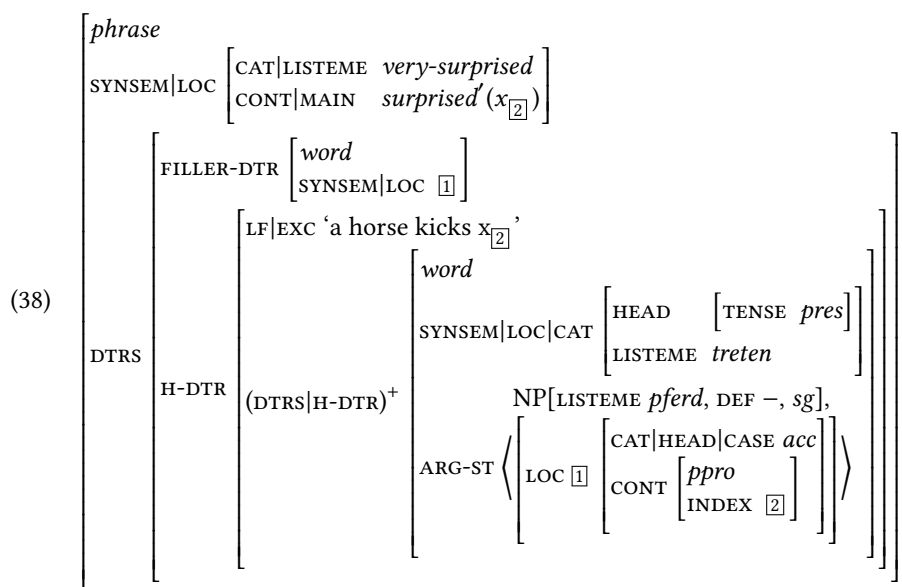 phrase
SYNSEM|LOC [CAT|LISTEME very-surprised
CONT|MAIN surprised′(x[2])]
FILLER-DTR [word
SYNSEM|LOC [1]]
LF|EXC ‘a horse kicks x[2]’
word
SYNSEM|LOC|CAT [HEAD [TENSE pres]
LISTEME treten]
(38) DTRS
H-DTR (DTRS|H-DTR)⁺
NP[LISTEME pferd, DEF −, sg],
ARG-ST ⟨[LOC [1] [CAT|HEAD|CASE acc
CONT [ppro
INDEX [2]]]]⟩